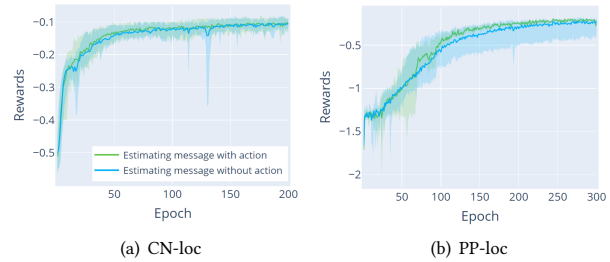 −0.1
−0.2
−0.3
−0.4
−0.5
Rewards
Estimating message with action
Estimating message without action
50
100
150
200
Epoch
(a) CN-loc
−0.5
−1
−1.5
−2
Rewards
50
100
150
200
250
300
Epoch
(b) PP-loc